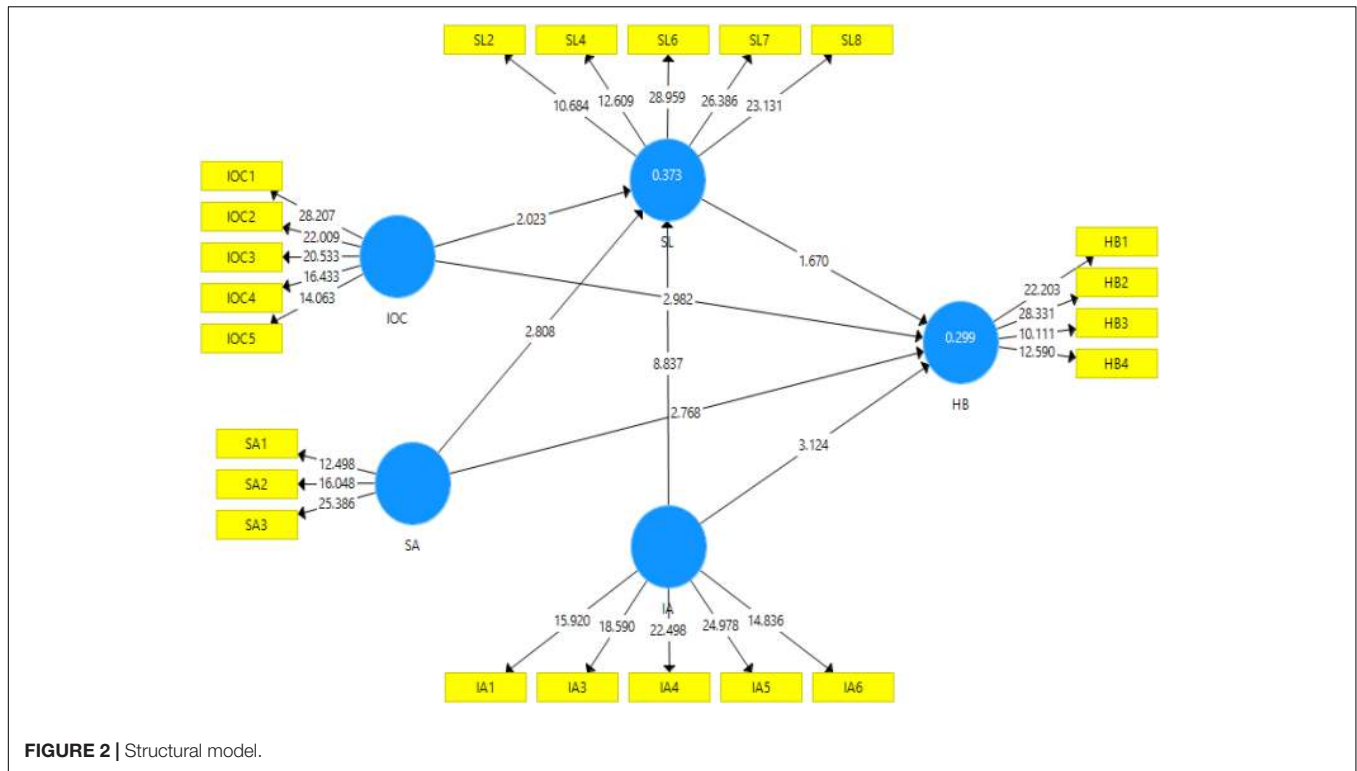 SL2 SL4 SL6 SL7 SL8
10.684 12.609 28.959 26.386 23.131
0.373
SL
IOC1
IOC2
IOC3
IOC4
IOC5
28.207
22.009
20.533
16.433
14.063
IOC
2.023
2.982
2.808
8.837
1.670
2.768
3.124
0.299
HB
22.203
28.331
10.111
12.590
HB1
HB2
HB3
HB4
SA1
SA2
SA3
12.498
16.048
25.386
SA
IA
15.920 18.590 22.498 24.978 14.836
IA1 IA3 IA4 IA5 IA6
FIGURE 2 | Structural model.